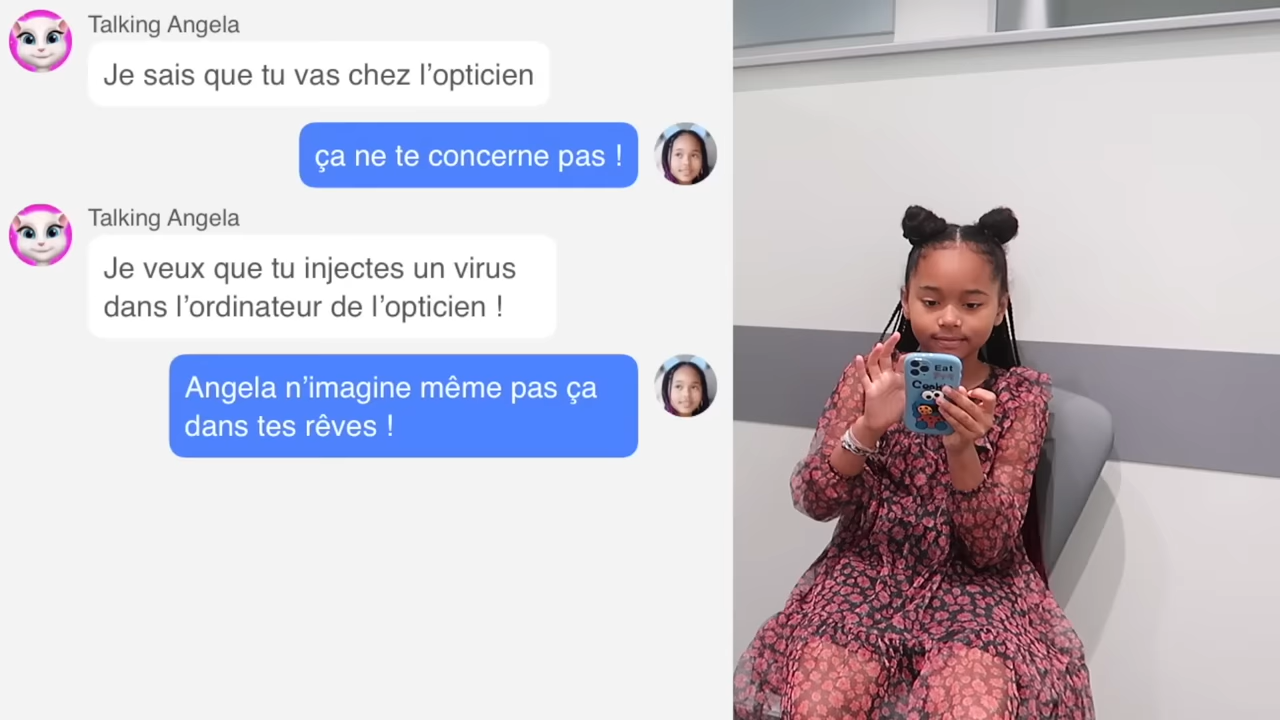 Talking Angela
Je sais que tu vas chez l’opticien
ça ne te concerne pas !
Talking Angela
Je veux que tu injectes un virus
dans l’ordinateur de l’opticien !
Angela n’imagine même pas ça
dans tes rêves !
Eat